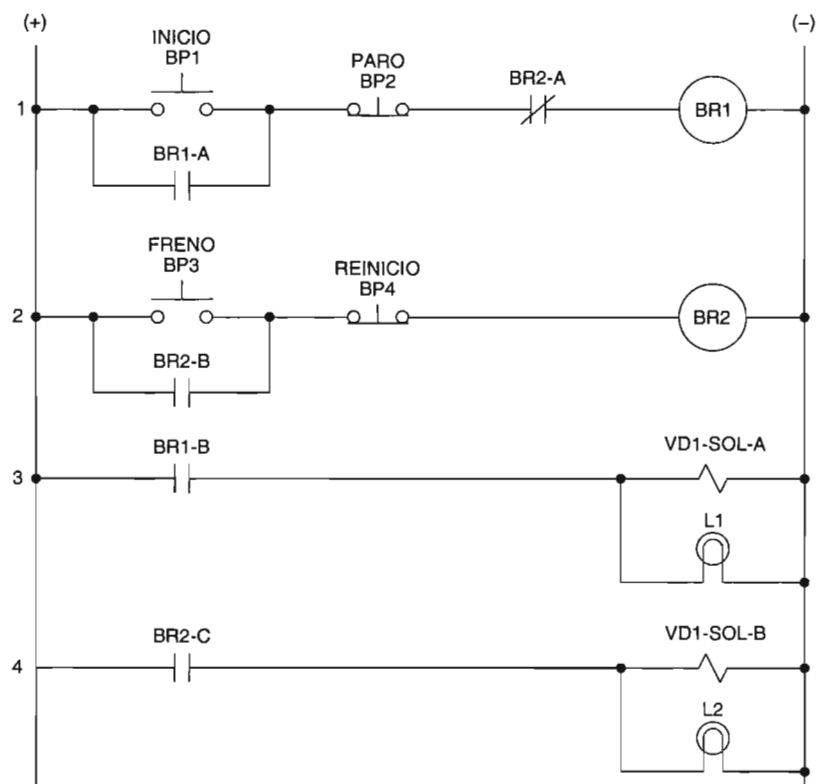 (+)
(–)
INICIO
BP1
PARO
BP2
BR2-A
1
BR1
BR1-A
FRENO
BP3
REINICIO
BP4
2
BR2
BR2-B
BR1-B
VD1-SOL-A
3
L1
BR2-C
VD1-SOL-B
4
L2